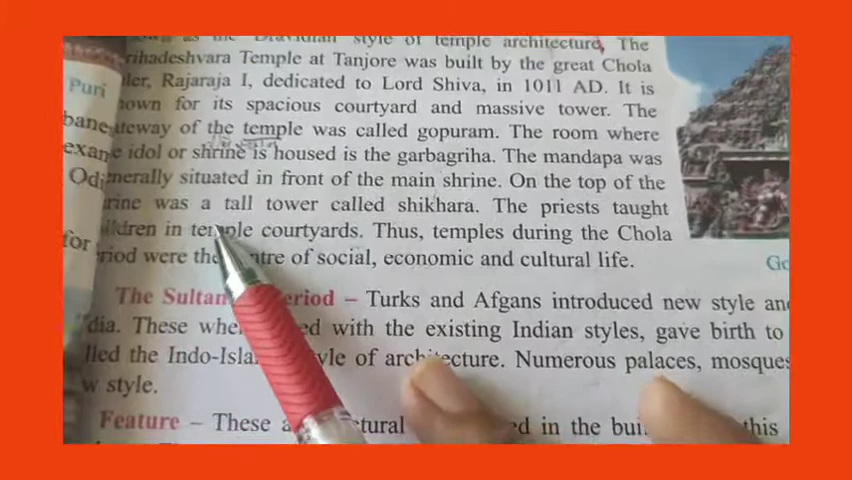 style of temple architecture, The
rihadeshvara Temple at Tanjore was built by the great Chola
ler, Rajaraja I, dedicated to Lord Shiva, in 1011 AD. It is
nown for its spacious courtyard and massive tower. The
Puri
ateway of the temple was called gopuram. The room where
bane
e idol or shrine is housed is the garbagriha. The mandapa was
exam
nerally situated in front of the main shrine. On the top of the
Odi
rine was a tall tower called shikhara. The priests taught
ildren in temple courtyards. Thus, temples during the Chola
for
riod were the ntre of social, economic and cultural life.
Go
The Sultan eriod – Turks and Afgans introduced new style an
dia. These whe ed with the existing Indian styles, gave birth to
lled the Indo-Isla yle of architecture. Numerous palaces, mosques
w style.
Feature – These a tural ed in the bui this